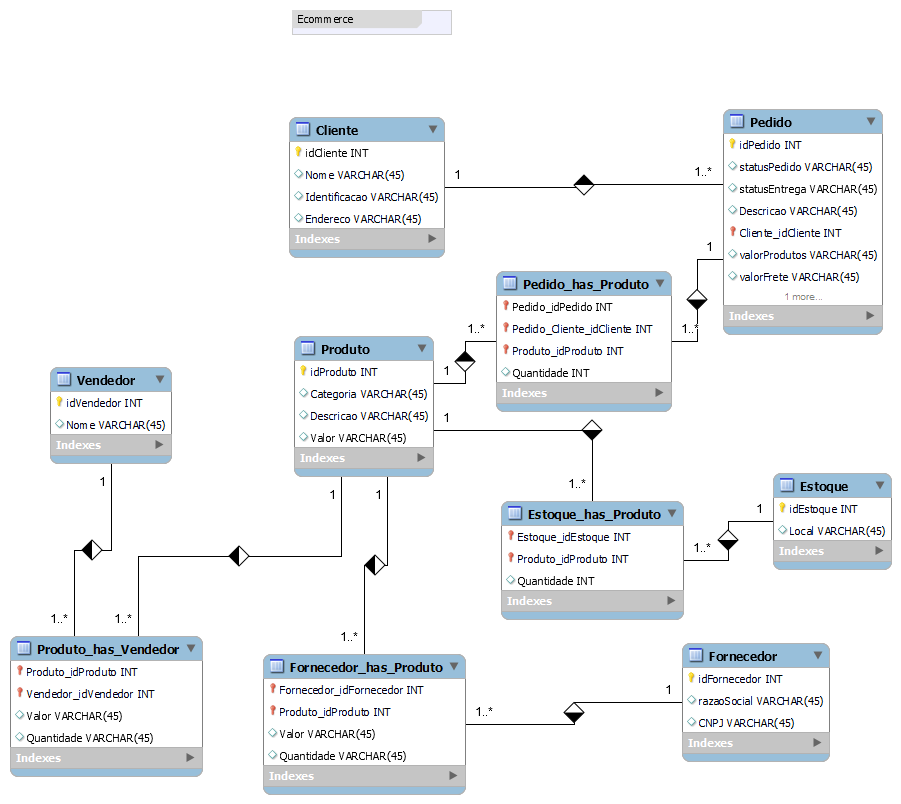 Ecommerce
Cliente
idCliente INT
Nome VARCHAR(45)
Identificacao VARCHAR(45)
Endereco VARCHAR(45)
Indexes
1
1..*
Pedido
idPedido INT
statusPedido VARCHAR(45)
statusEntrega VARCHAR(45)
Descricao VARCHAR(45)
Cliente_idCliente INT
valorProdutos VARCHAR(45)
valorFrete VARCHAR(45)
1 more...
Indexes
1
1..*
Pedido_has_Produto
Pedido_idPedido INT
Pedido_Cliente_idCliente INT
Produto_idProduto INT
Quantidade INT
Indexes
1..*
1
Produto
idProduto INT
Categoria VARCHAR(45)
Descricao VARCHAR(45)
Valor VARCHAR(45)
Indexes
1
1..*
1
1
Vendedor
idVendedor INT
Nome VARCHAR(45)
Indexes
1
1..*
1..*
1..*
Estoque_has_Produto
Estoque_idEstoque INT
Produto_idProduto INT
Quantidade INT
Indexes
1..*
1
Estoque
idEstoque INT
Local VARCHAR(45)
Indexes
Produto_has_Vendedor
Produto_idProduto INT
Vendedor_idVendedor INT
Valor VARCHAR(45)
Quantidade VARCHAR(45)
Indexes
Fornecedor_has_Produto
Fornecedor_idFornecedor INT
Produto_idProduto INT
Valor VARCHAR(45)
Quantidade VARCHAR(45)
Indexes
1..*
1
Fornecedor
idFornecedor INT
razaoSocial VARCHAR(45)
CNPJ VARCHAR(45)
Indexes